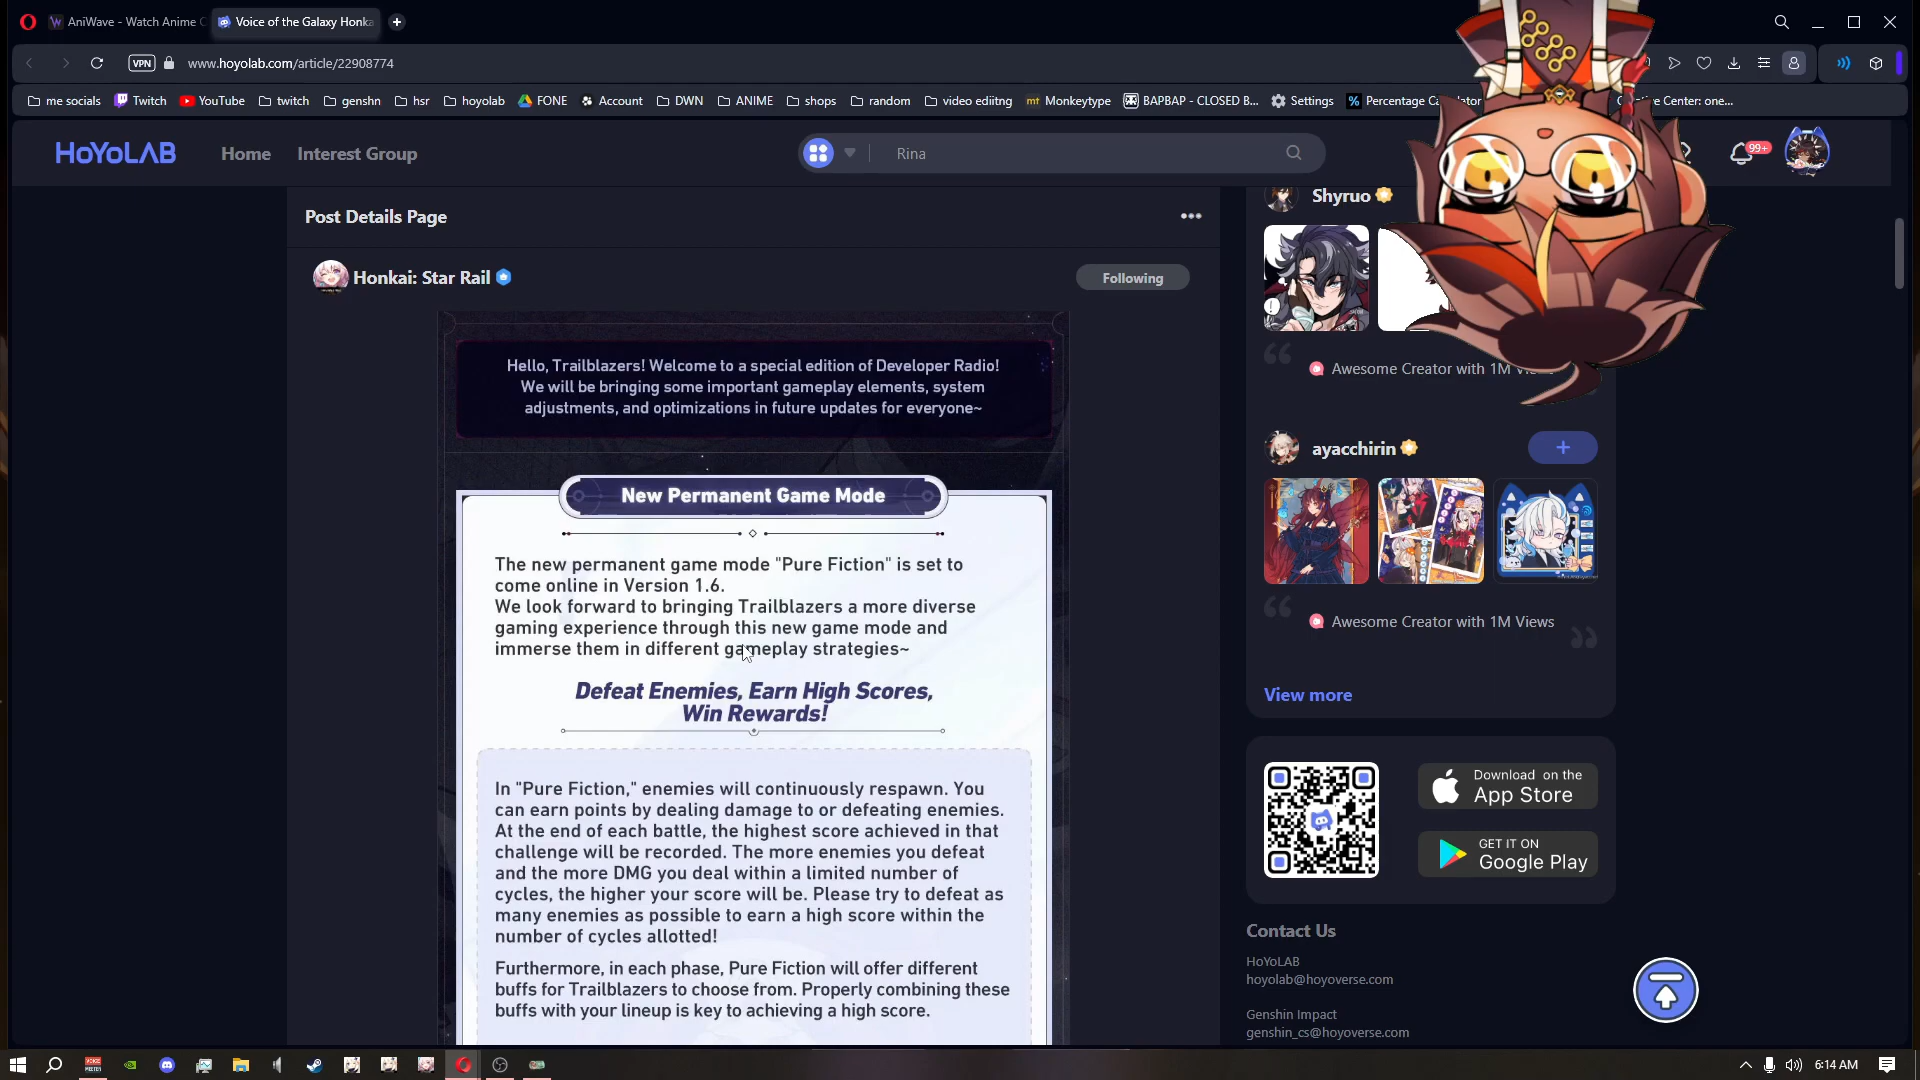 AniWave - Watch Anime
Voice of the Galaxy Honka
VPN
www.hoyolab.com/article/22908774
me socials
Twitch
YouTube
twitch
genshn
hsr
hoyolab
FONE
Account
DWN
ANIME
shops
random
video ediitng
mt Monkeytype
BAPBAP - CLOSED B...
Settings
% Percentage
Center: one...
HoYoLAB
Home
Interest Group
Rina
99+
Post Details Page
Honkai: Star Rail
Following
Hello, Trailblazers! Welcome to a special edition of Developer Radio!
We will be bringing some important gameplay elements, system
adjustments, and optimizations in future updates for everyone~
New Permanent Game Mode
The new permanent game mode "Pure Fiction" is set to
come online in Version 1.6.
We look forward to bringing Trailblazers a more diverse
gaming experience through this new game mode and
immerse them in different gameplay strategies~
Defeat Enemies, Earn High Scores,
Win Rewards!
In "Pure Fiction," enemies will continuously respawn. You
can earn points by dealing damage to or defeating enemies.
At the end of each battle, the highest score achieved in that
challenge will be recorded. The more enemies you defeat
and the more DMG you deal within a limited number of
cycles, the higher your score will be. Please try to defeat as
many enemies as possible to earn a high score within the
number of cycles allotted!
Furthermore, in each phase, Pure Fiction will offer different
buffs for Trailblazers to choose from. Properly combining these
buffs with your lineup is key to achieving a high score.
Shyruo
Awesome Creator with 1M
ayacchirin
Awesome Creator with 1M Views
View more
Download on the
App Store
GET IT ON
Google Play
Contact Us
HoYoLAB
hoyolab@hoyoverse.com
Genshin Impact
genshin_cs@hoyoverse.com
VOICE
MEETER
6:14 AM